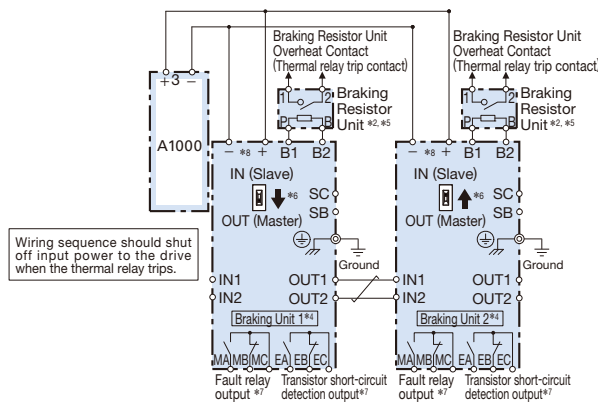 Braking Resistor Unit
Overheat Contact
(Thermal relay trip contact)
Braking Resistor Unit
Overheat Contact
(Thermal relay trip contact)
+3 −
A1000
1 2
P B
Braking
Resistor
Unit *2, *5
1 2
P B
Braking
Resistor
Unit *2, *5
− *8 + B1 B2
IN (Slave)
*6
OUT (Master)
SC
SB
Ground
IN1 OUT1
IN2 OUT2
Braking Unit 1*4
MA MB MC EA EB EC
Fault relay
output *7
Transistor short-circuit
detection output*7
− *8 + B1 B2
IN (Slave)
*6
OUT (Master)
SC
SB
Ground
IN1 OUT1
IN2 OUT2
Braking Unit 2*4
MA MB MC EA EB EC
Fault relay
output *7
Transistor short-circuit
detection output*7
Wiring sequence should shut
off input power to the drive
when the thermal relay trips.